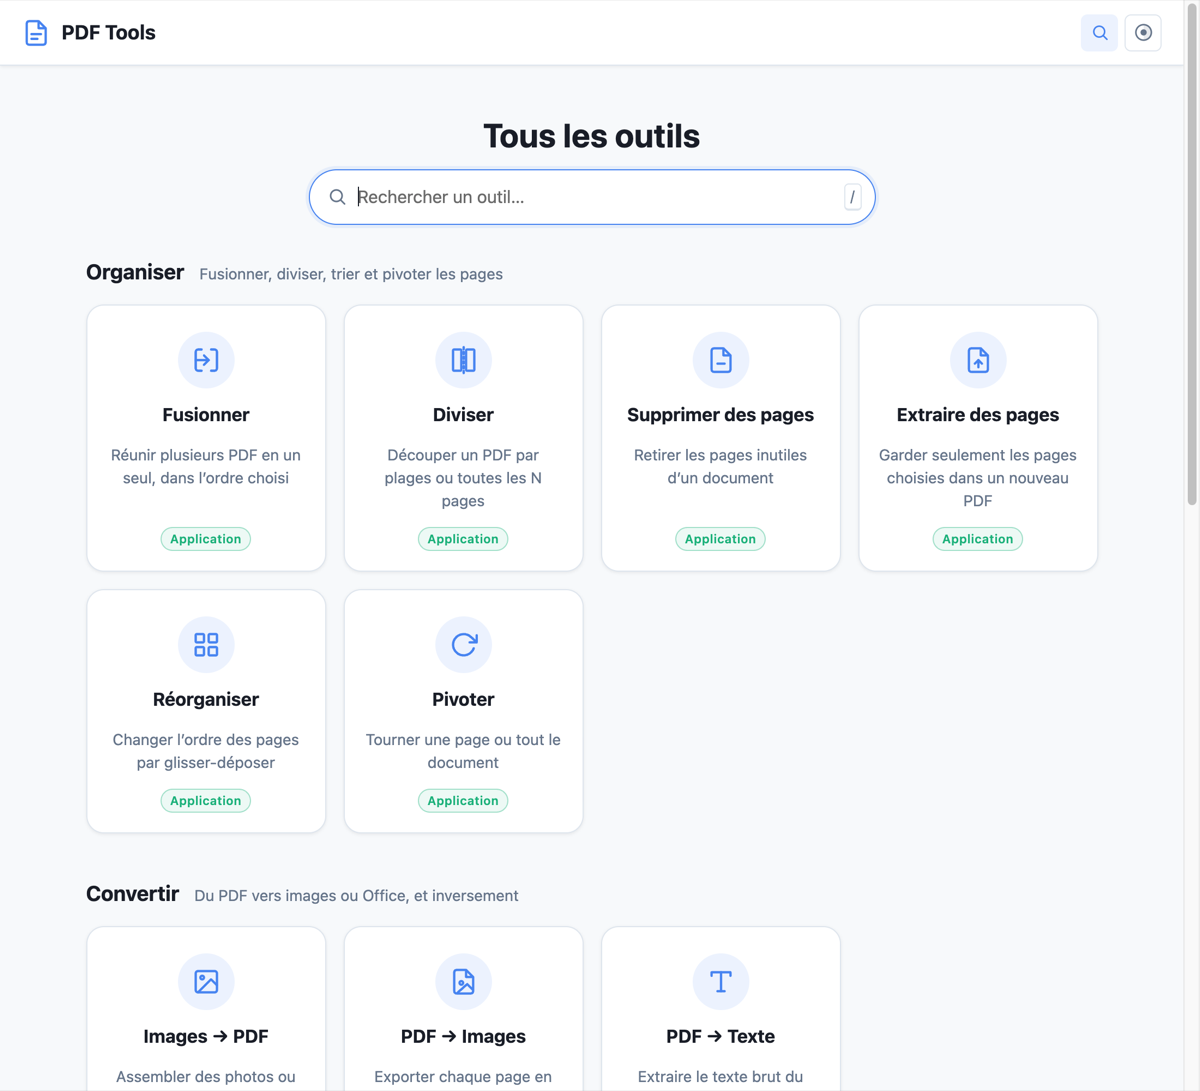 PDF Tools
Tous les outils
Rechercher un outil...
/
Organiser Fusionner, diviser, trier et pivoter les pages
Fusionner
Réunir plusieurs PDF en un
seul, dans l’ordre choisi
Application
Diviser
Découper un PDF par
plages ou toutes les N
pages
Application
Supprimer des pages
Retirer les pages inutiles
d’un document
Application
Extraire des pages
Garder seulement les pages
choisies dans un nouveau
PDF
Application
Réorganiser
Changer l’ordre des pages
par glisser-déposer
Application
Pivoter
Tourner une page ou tout le
document
Application
Convertir Du PDF vers images ou Office, et inversement
Images → PDF
Assembler des photos ou
PDF → Images
Exporter chaque page en
PDF → Texte
Extraire le texte brut du